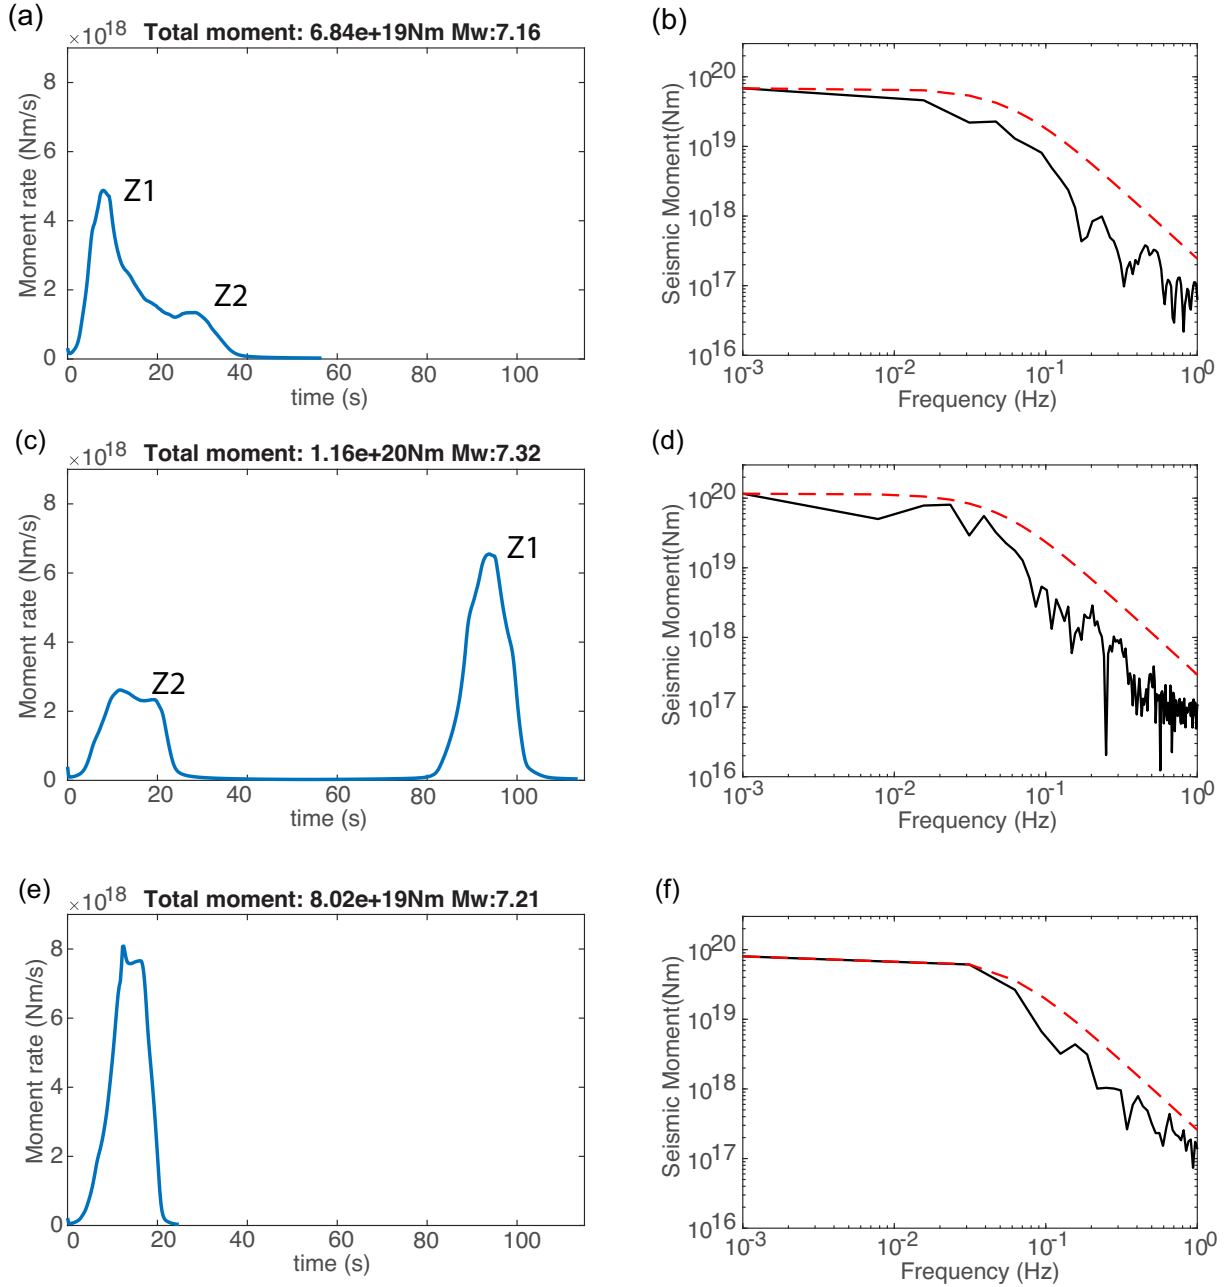 (a)
×10^18 Total moment: 6.84e+19Nm Mw:7.16
Moment rate (Nm/s)
8
6
4
2
0
Z1
Z2
0 20 40 60 80 100
time (s)
(b)
Seismic Moment(Nm)
10^20
10^19
10^18
10^17
10^16
10^-3 10^-2 10^-1 10^0
Frequency (Hz)
(c)
×10^18 Total moment: 1.16e+20Nm Mw:7.32
Moment rate (Nm/s)
8
6
4
2
0
Z2
Z1
0 20 40 60 80 100
time (s)
(d)
Seismic Moment(Nm)
10^20
10^19
10^18
10^17
10^16
10^-3 10^-2 10^-1 10^0
Frequency (Hz)
(e)
×10^18 Total moment: 8.02e+19Nm Mw:7.21
Moment rate (Nm/s)
8
6
4
2
0
0 20 40 60 80 100
time (s)
(f)
Seismic Moment(Nm)
10^20
10^19
10^18
10^17
10^16
10^-3 10^-2 10^-1 10^0
Frequency (Hz)